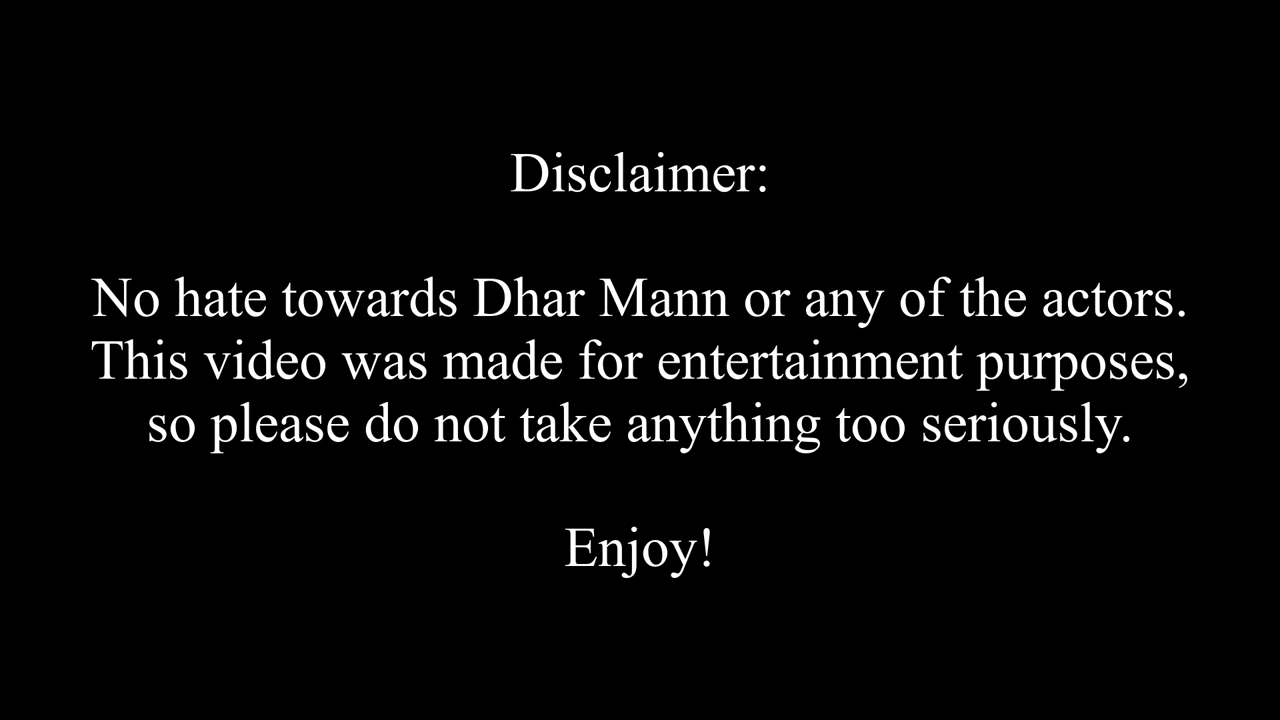 Disclaimer:
No hate towards Dhar Mann or any of the actors.
This video was made for entertainment purposes,
so please do not take anything too seriously.
Enjoy!